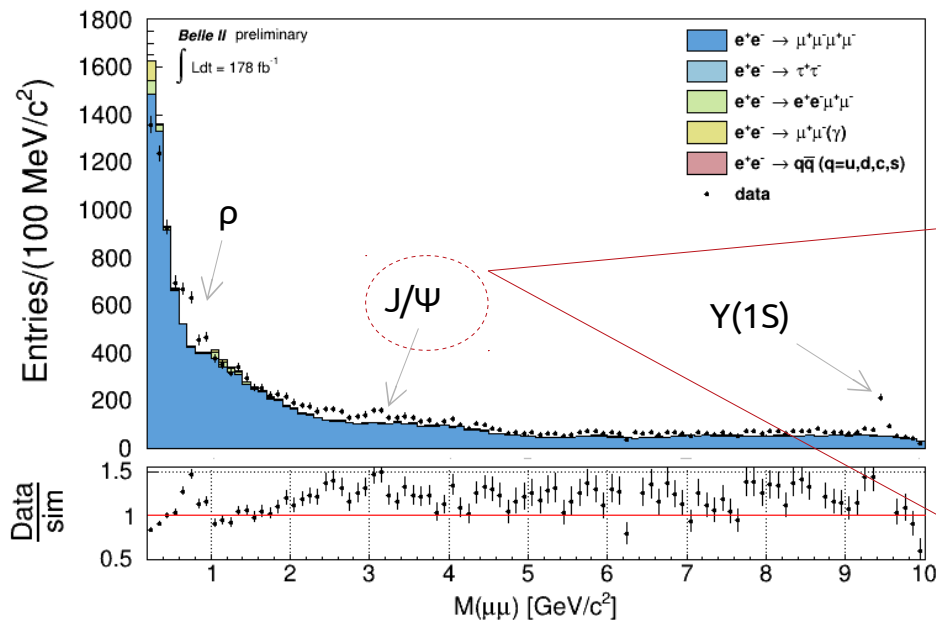 1800
1600
1400
1200
1000
800
600
400
200
0
Entries/(100 MeV/c²)
Belle II preliminary
∫ Ldt = 178 fb⁻¹
e⁺e⁻ → μ⁺μ⁻μ⁺μ⁻
e⁺e⁻ → τ⁺τ⁻
e⁺e⁻ → e⁺e⁻μ⁺μ⁻
e⁺e⁻ → μ⁺μ⁻(γ)
e⁺e⁻ → qq̅ (q=u,d,c,s)
data
ρ
J/Ψ
Y(1S)
Data
sim
1.5
1
0.5
1 2 3 4 5 6 7 8 9 10
M(μμ) [GeV/c²]